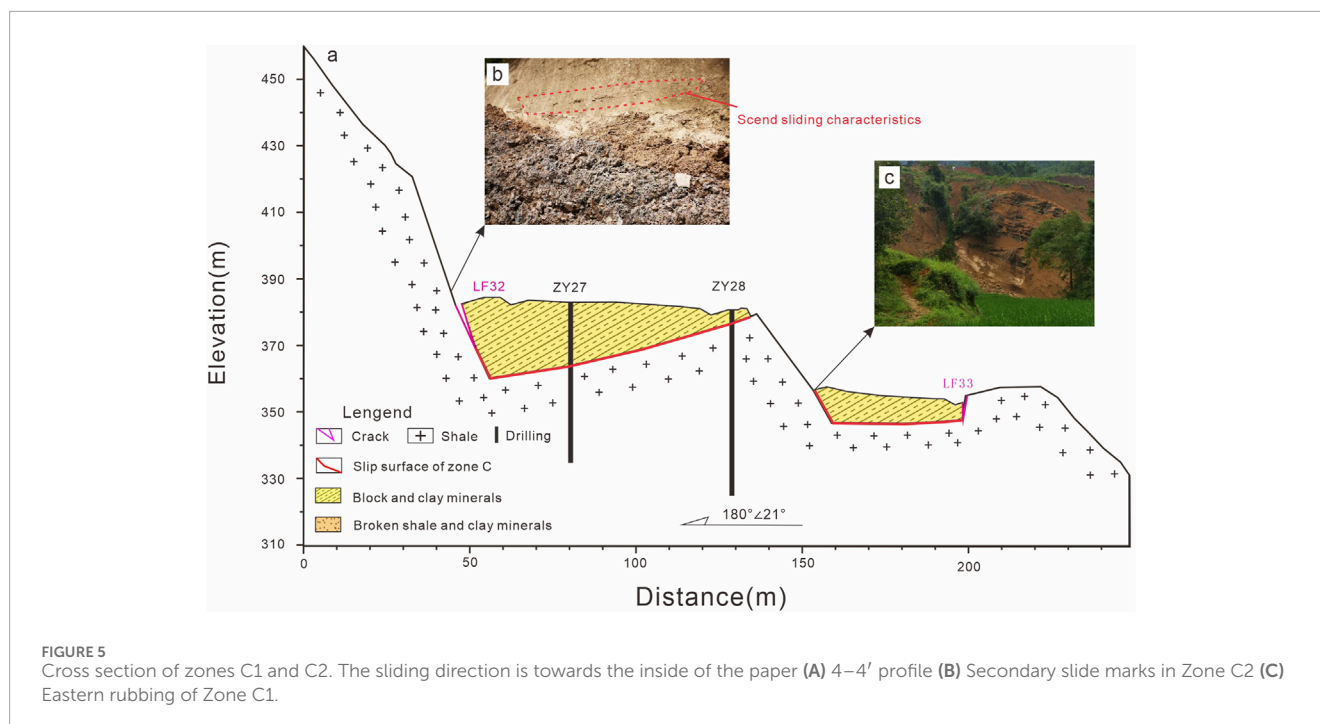 a
b
Scend sliding characteristics
c
450
430
410
390
370
350
330
310
Elevation(m)
LF32
ZY27
ZY28
LF33
Lengend
Crack
Shale
Drilling
Slip surface of zone C
Block and clay minerals
Broken shale and clay minerals
180°∠21°
0
50
100
150
200
Distance(m)
FIGURE 5
Cross section of zones C1 and C2. The sliding direction is towards the inside of the paper (A) 4–4′ profile (B) Secondary slide marks in Zone C2 (C)
Eastern rubbing of Zone C1.